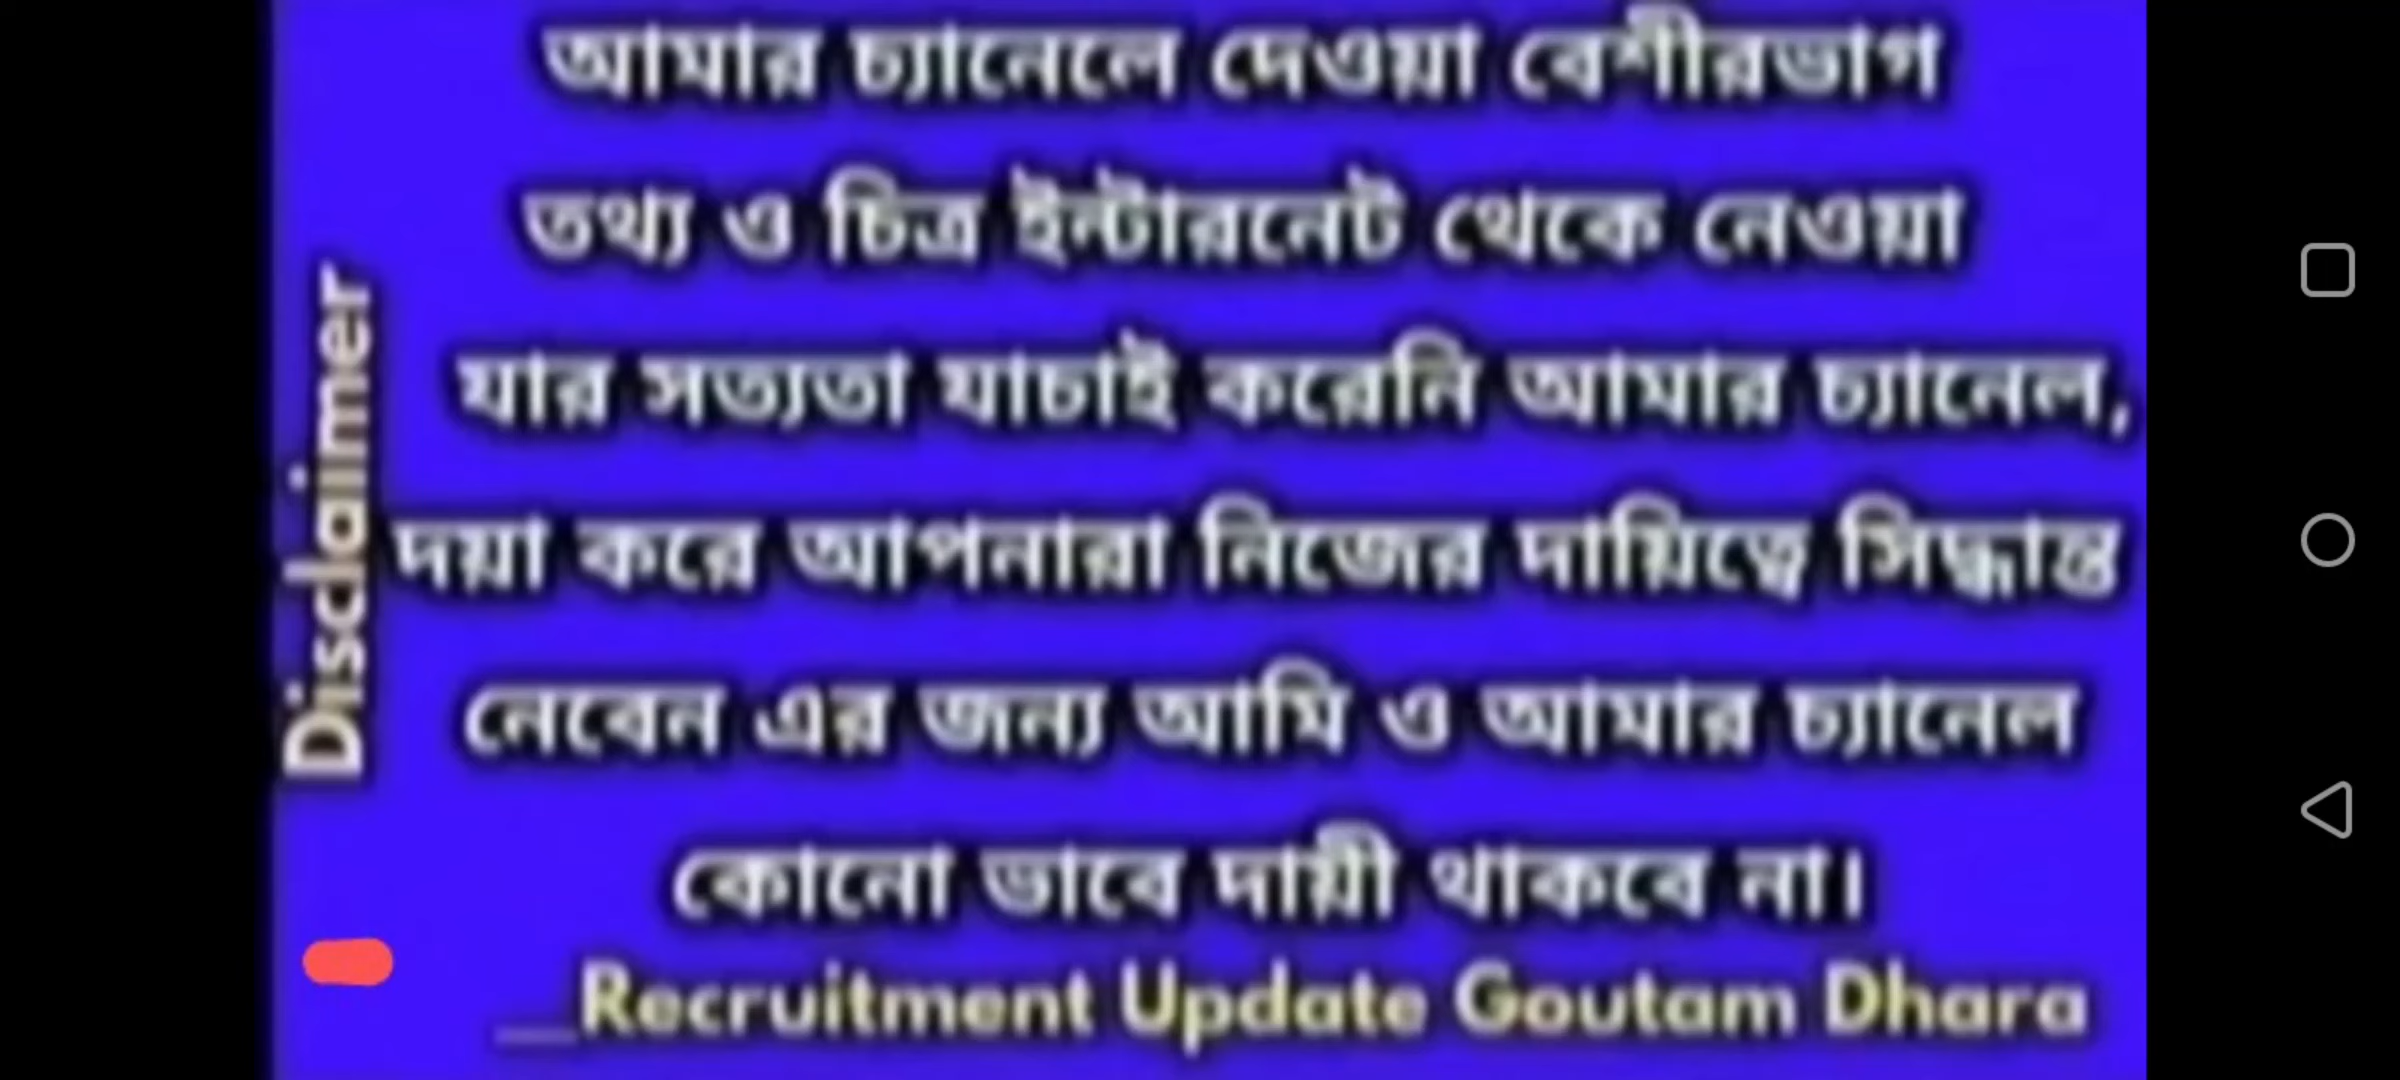 Disclaimer
আমার চ্যানেলে দেওয়া বেশীরভাগ
তথ্য ও চিত্র ইন্টারনেট থেকে নেওয়া
যার সত্যতা যাচাই করেনি আমার চ্যানেল,
দয়া করে আপনারা নিজের দায়িত্বে সিদ্ধান্ত
নেবেন এর জন্য আমি ও আমার চ্যানেল
কোনো ভাবে দায়ী থাকবে না।
__Recruitment Update Goutam Dhara